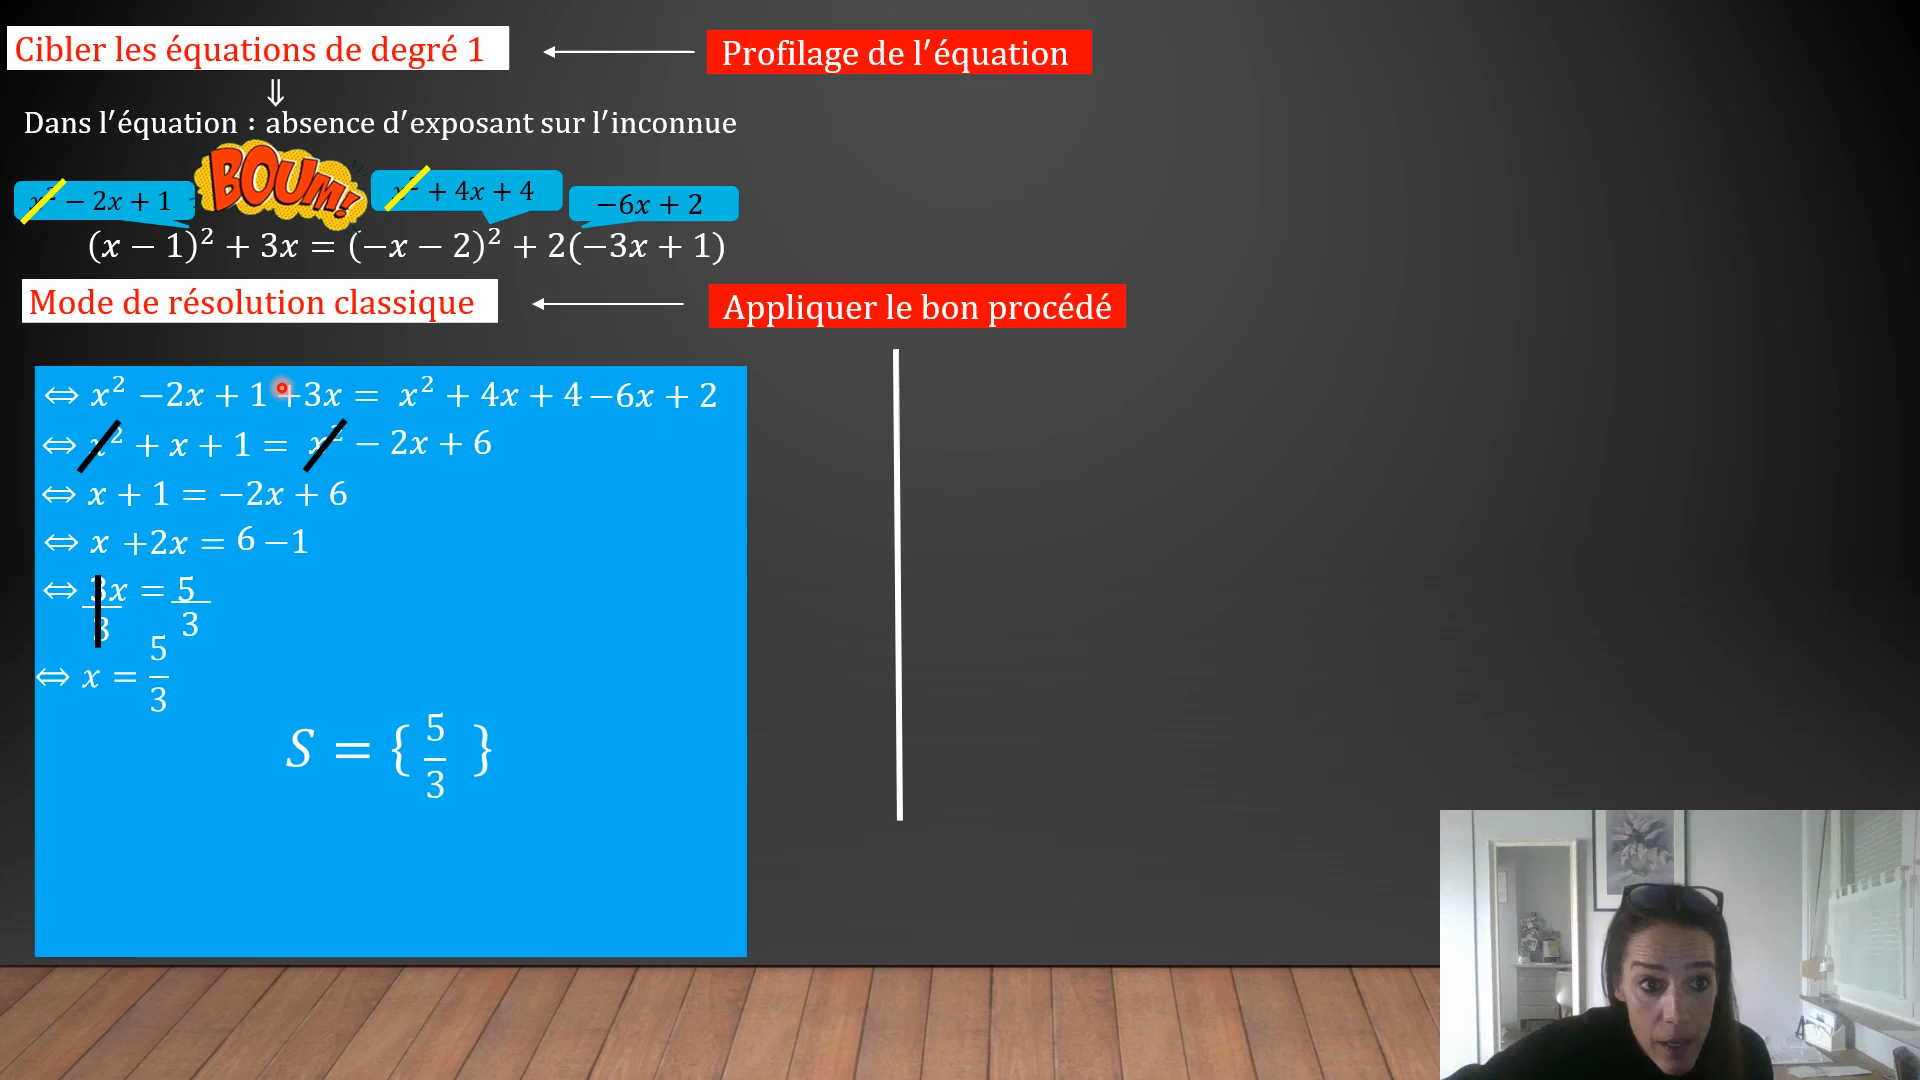 Cibler les équations de degré 1
Profilage de l'équation
⇓
Dans l'équation : absence d'exposant sur l'inconnue
BOUM!
x² − 2x + 1
x² + 4x + 4
−6x + 2
(x − 1)² + 3x = (−x − 2)² + 2(−3x + 1)
Mode de résolution classique
Appliquer le bon procédé
⇔ x² −2x + 1 +3x = x² + 4x + 4 −6x + 2
⇔ x² + x + 1 = x² − 2x + 6
⇔ x + 1 = −2x + 6
⇔ x +2x = 6 −1
⇔ 3x/3 = 5/3
⇔ x = 5/3
S = { 5/3 }